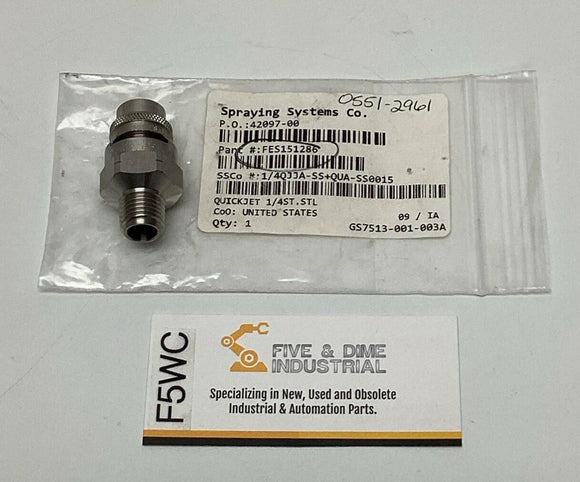 0551-2961
Spraying Systems Co.
P.O.:42097-00
Part #:FES151286
SSCo #:1/4QJJA-SS+QUA-SS0015
QUICKJET 1/4ST.STL
CoO: UNITED STATES
09 / IA
Qty: 1
GS7513-001-003A
F5WC
FIVE & DIME
INDUSTRIAL
Specializing in New, Used and Obsolete
Industrial & Automation Parts.